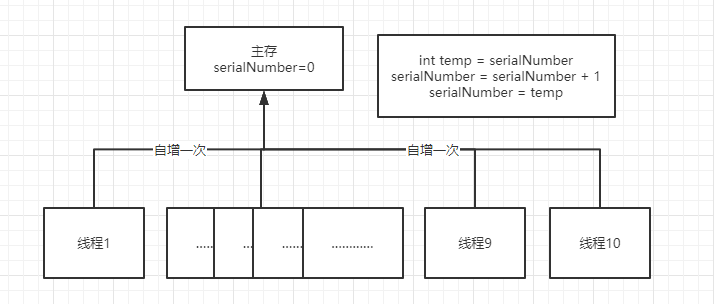 主存
serialNumber=0
int temp = serialNumber
serialNumber = serialNumber + 1
serialNumber = temp
自增一次
自增一次
线程1
......
...
......
............
线程9
线程10